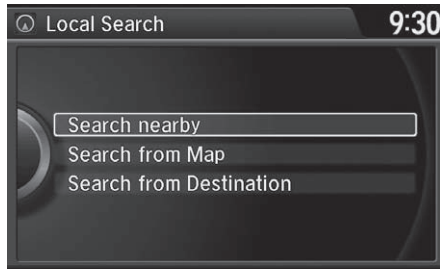 Local Search
9:30
Search nearby
Search from Map
Search from Destination